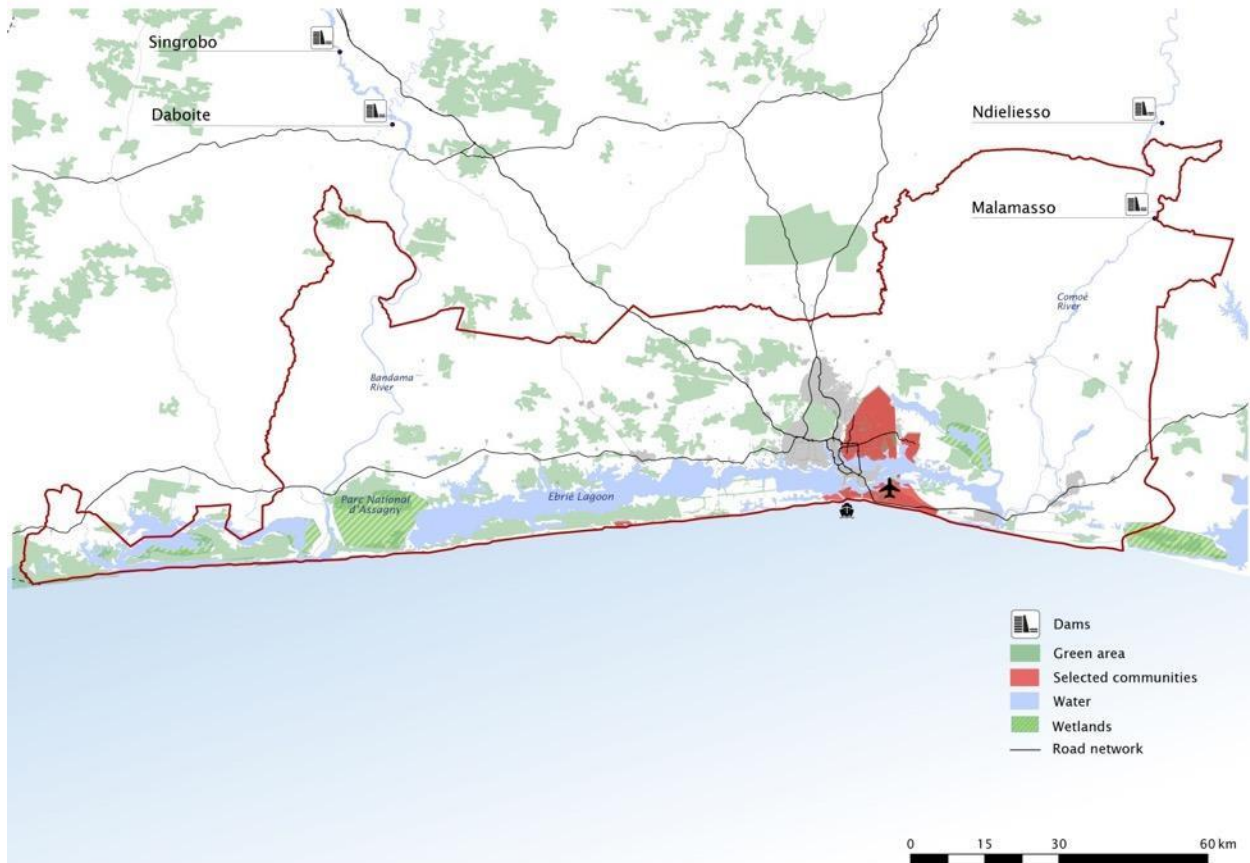 Singrobo
Daboite
Ndieliesso
Malamasso
Comoé
River
Bandama
River
Parc National
d'Assagny
Ebrié Lagoon
Dams
Green area
Selected communities
Water
Wetlands
Road network
0 15 30 60 km